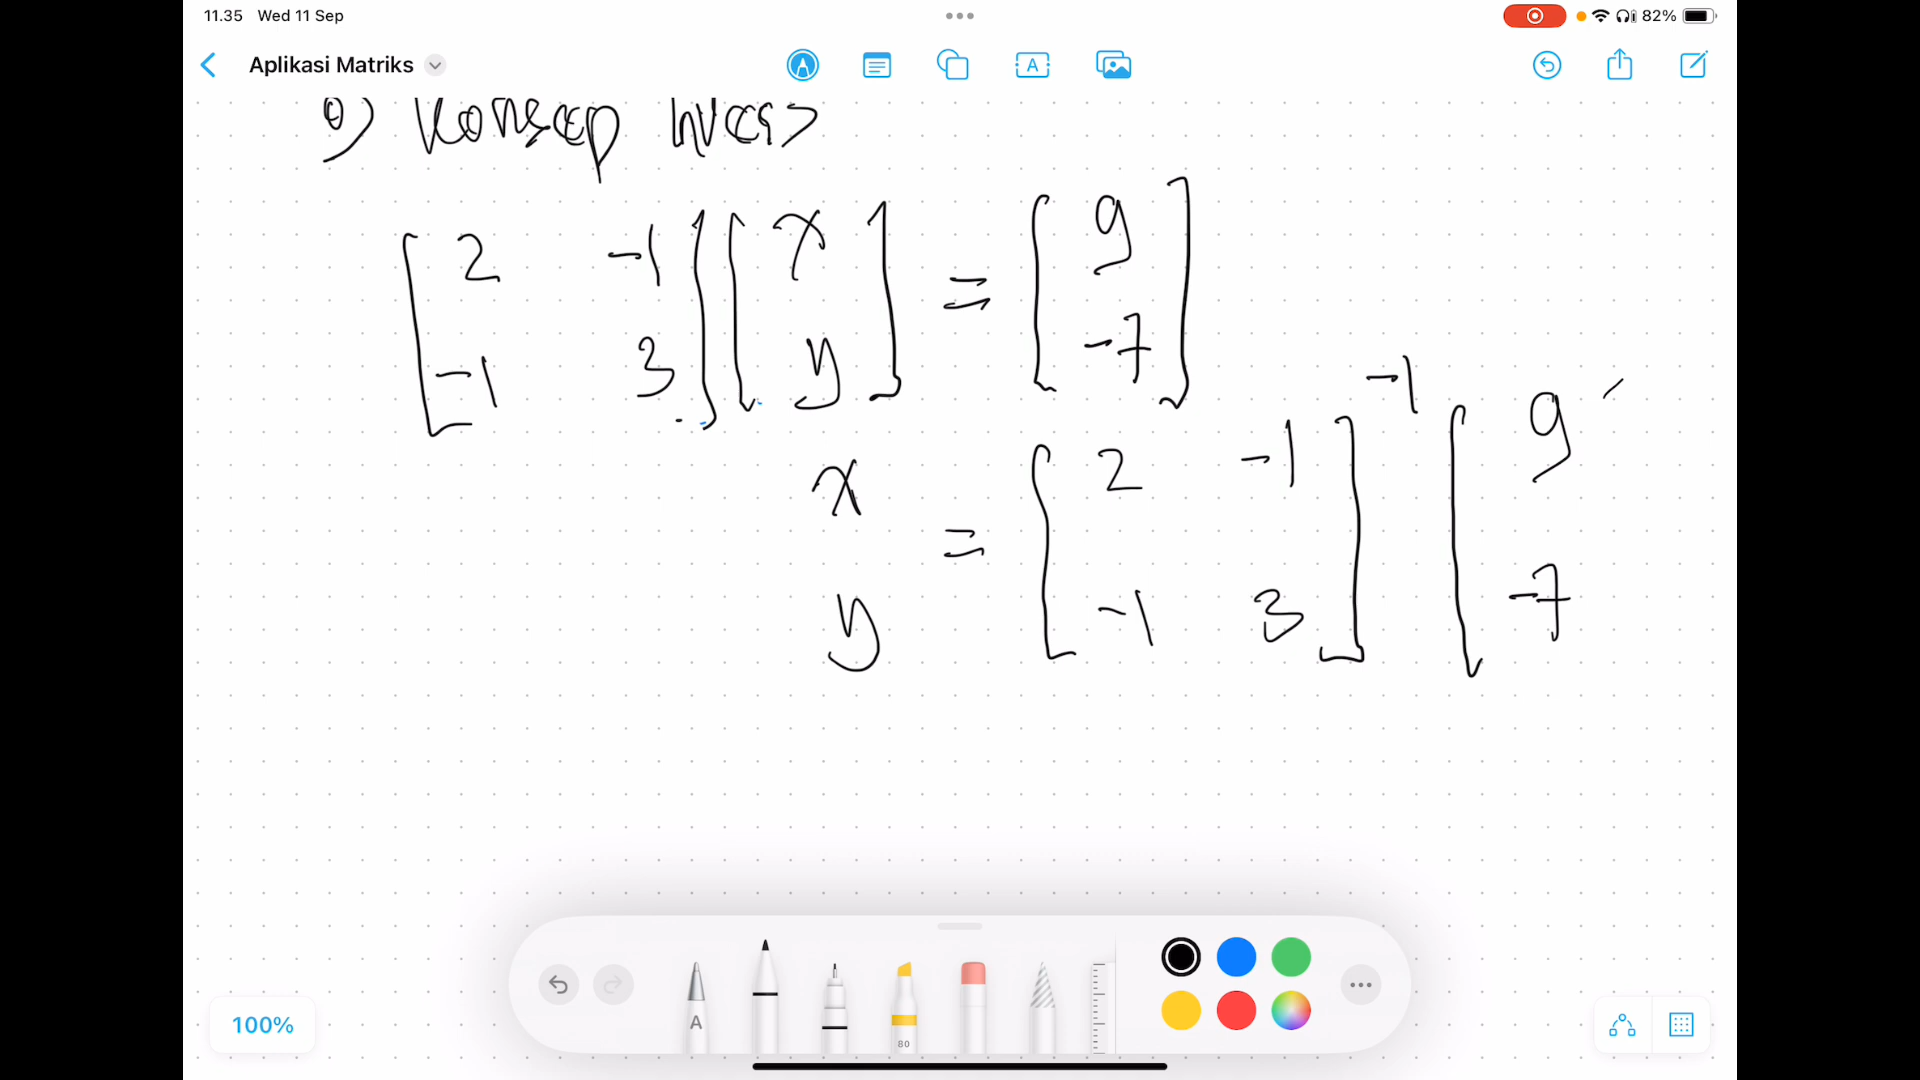 11.35 Wed 11 Sep
82%
Aplikasi Matriks
A
Konsep Invers
[2 -1] [x] = [9]
[-1 3] [y] [-7]
x = [2 -1]⁻¹ [9
y [-1 3] [-7
A
80
100%